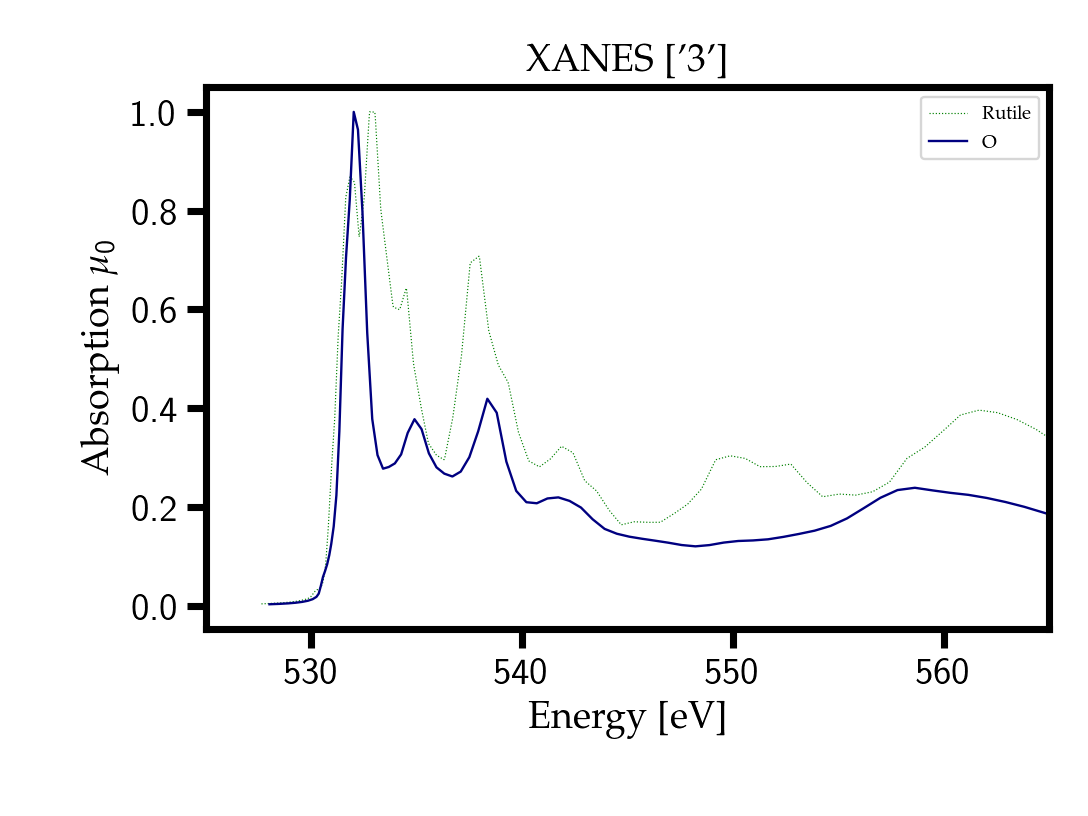 XANES ['3']
Rutile
O
1.0
0.8
0.6
0.4
0.2
0.0
Absorption μ₀
530
540
550
560
Energy [eV]